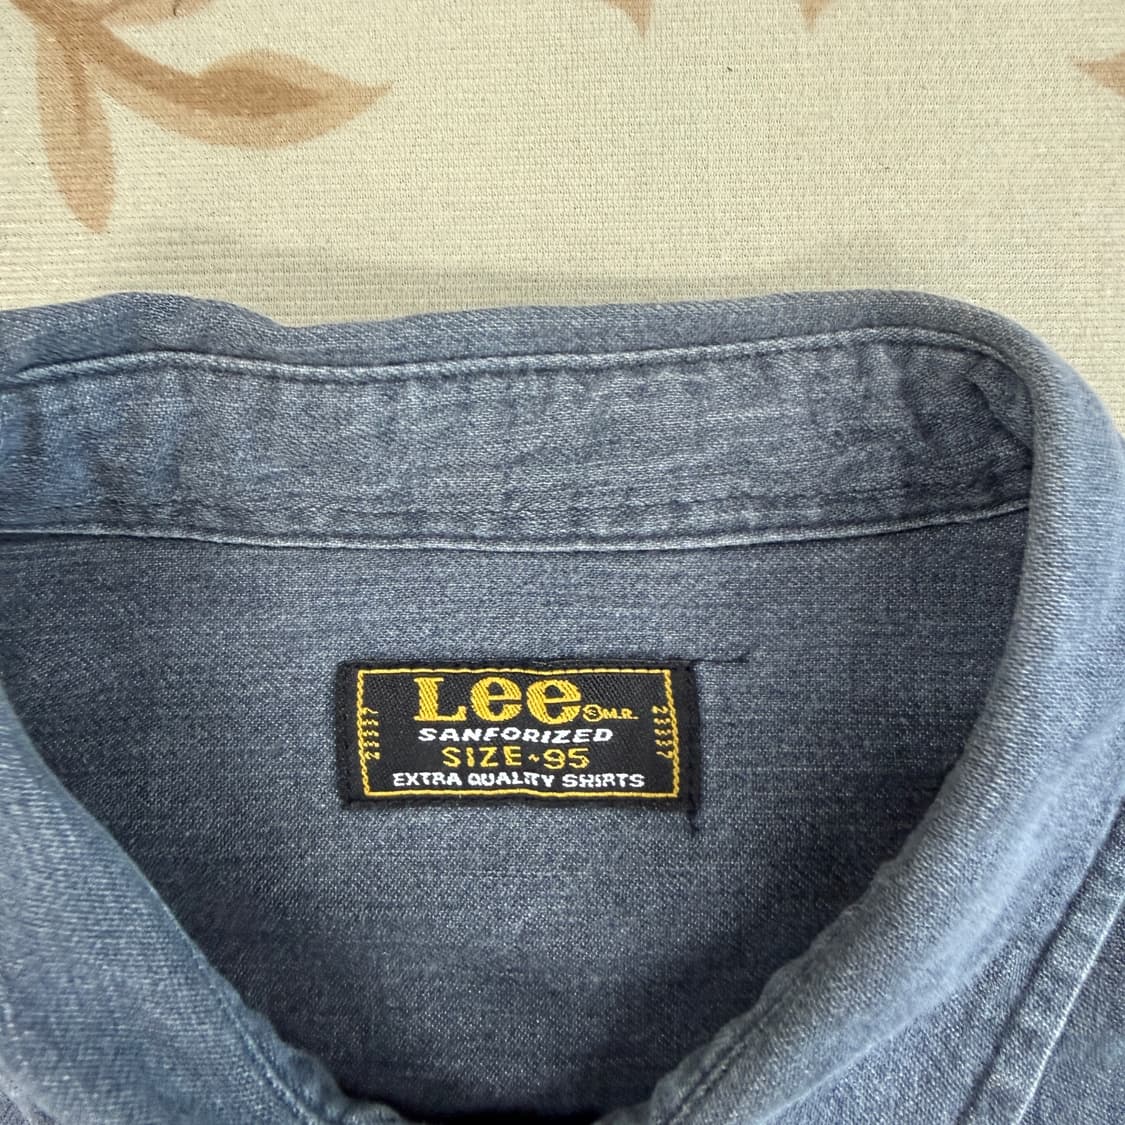 Lee ® M.R.
SANFORIZED
SIZE-95
EXTRA QUALITY SHIRTS